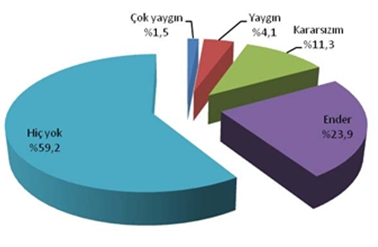 Çok yaygın
%1,5
Yaygın
%4,1
Kararsızım
%11,3
Ender
%23,9
Hiç yok
%59,2